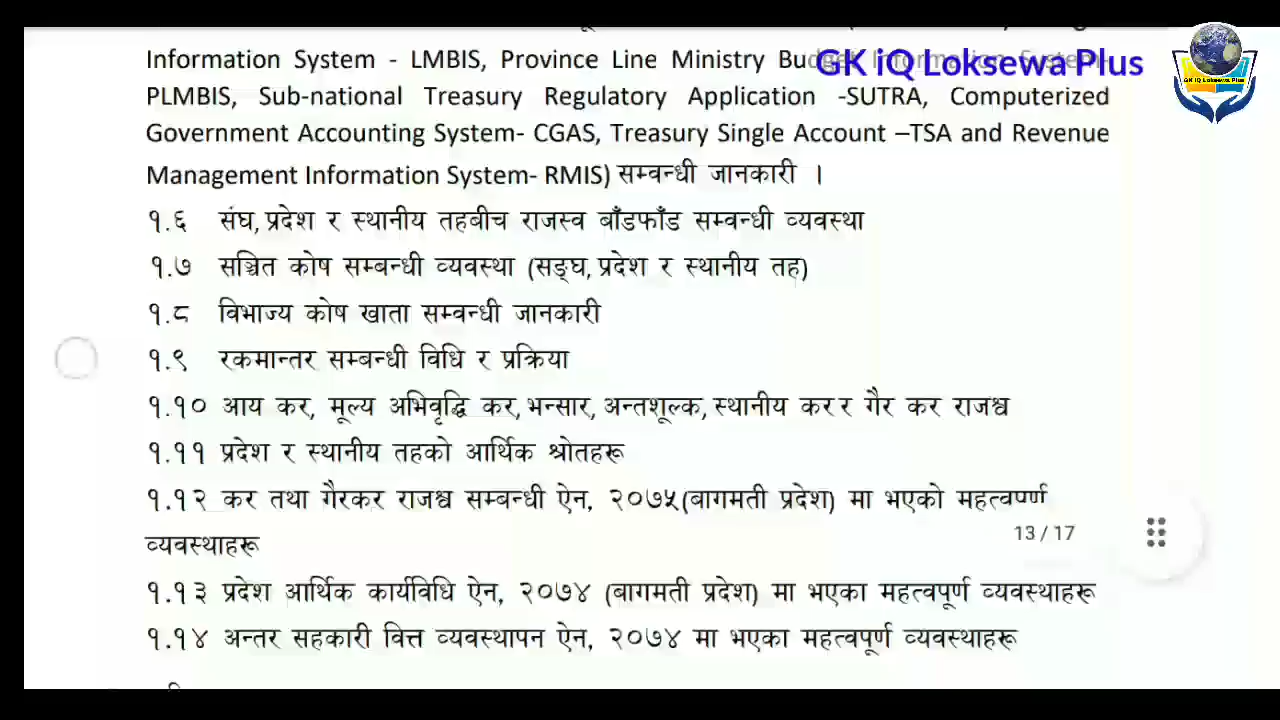 Information System - LMBIS, Province Line Ministry Budget Information System-
GK iQ Loksewa Plus
GK IQ Loksewa Plus
PLMBIS, Sub-national Treasury Regulatory Application -SUTRA, Computerized
Government Accounting System- CGAS, Treasury Single Account –TSA and Revenue
Management Information System- RMIS) सम्वन्धी जानकारी ।
१.६ संघ, प्रदेश र स्थानीय तहबीच राजस्व बाँडफाँड सम्वन्धी व्यवस्था
१.७ सञ्चित कोष सम्बन्धी व्यवस्था (सङ्घ, प्रदेश र स्थानीय तह)
१.८ विभाज्य कोष खाता सम्वन्धी जानकारी
१.९ रकमान्तर सम्बन्धी विधि र प्रक्रिया
१.१० आय कर, मूल्य अभिवृद्धि कर, भन्सार, अन्तशूल्क, स्थानीय कर र गैर कर राजश्व
१.११ प्रदेश र स्थानीय तहको आर्थिक श्रोतहरू
१.१२ कर तथा गैरकर राजश्व सम्बन्धी ऐन, २०७५(बागमती प्रदेश) मा भएको महत्वपूर्ण
13 / 17
व्यवस्थाहरू
१.१३ प्रदेश आर्थिक कार्यविधि ऐन, २०७४ (बागमती प्रदेश) मा भएका महत्वपूर्ण व्यवस्थाहरू
१.१४ अन्तर सहकारी वित्त व्यवस्थापन ऐन, २०७४ मा भएका महत्वपूर्ण व्यवस्थाहरू